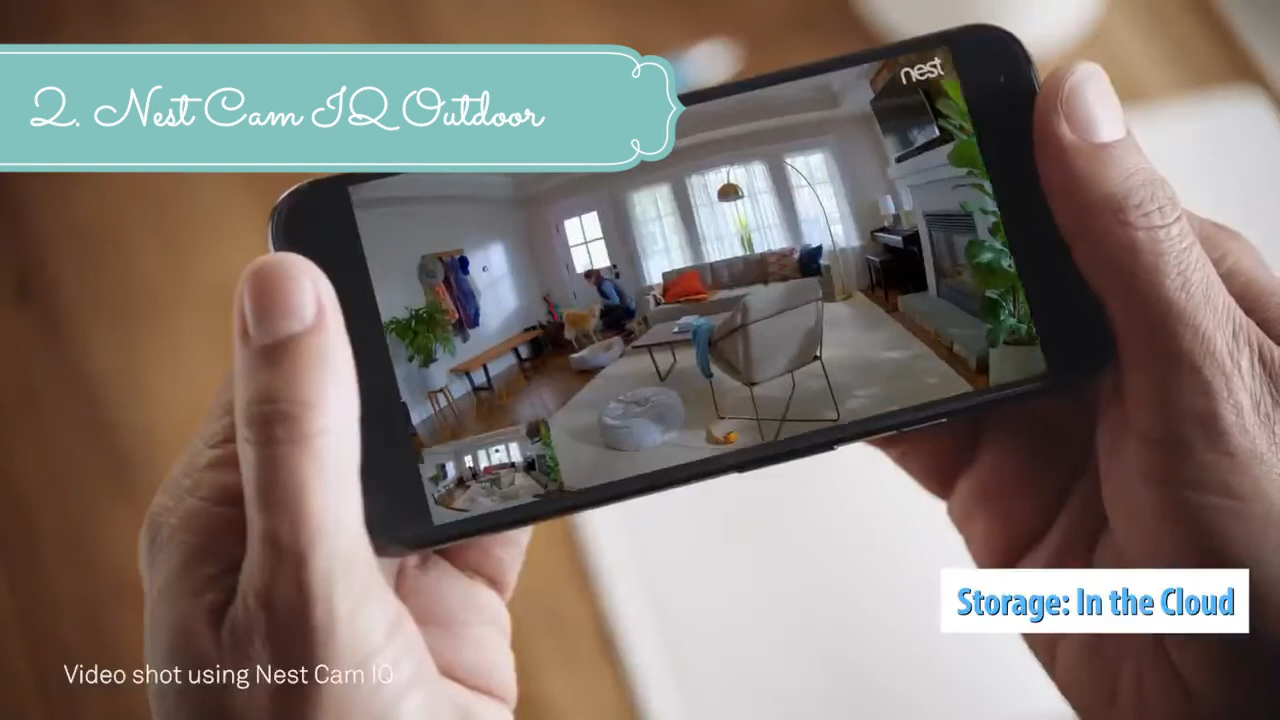 2. Nest Cam IQ Outdoor
nest
Storage: In the Cloud
Video shot using Nest Cam IQ